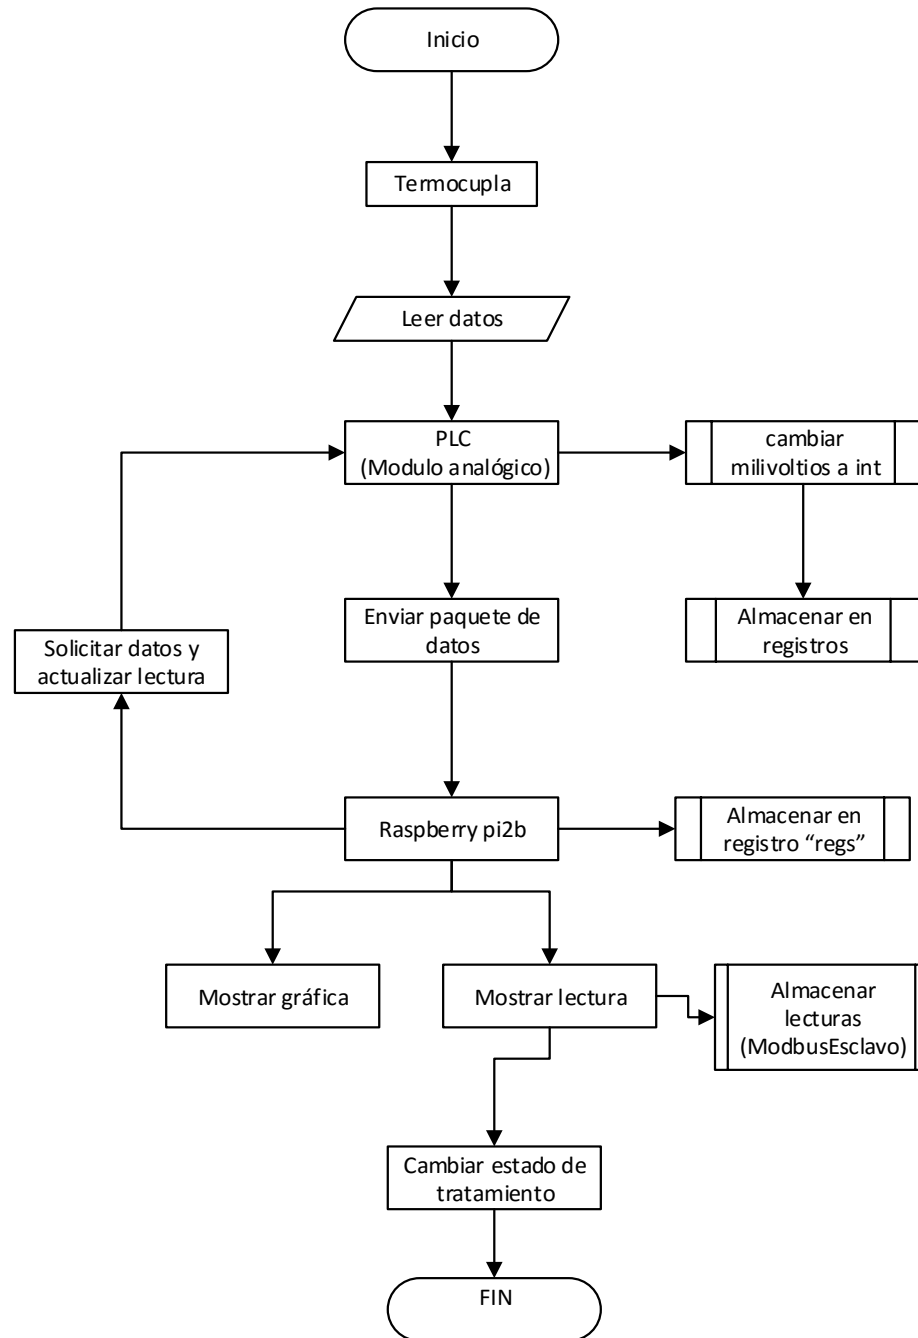 Inicio
Termocupla
Leer datos
PLC
(Modulo analógico)
cambiar
milivoltios a int
Enviar paquete de
datos
Almacenar en
registros
Solicitar datos y
actualizar lectura
Raspberry pi2b
Almacenar en
registro “regs”
Mostrar gráfica
Mostrar lectura
Almacenar
lecturas
(ModbusEsclavo)
Cambiar estado de
tratamiento
FIN